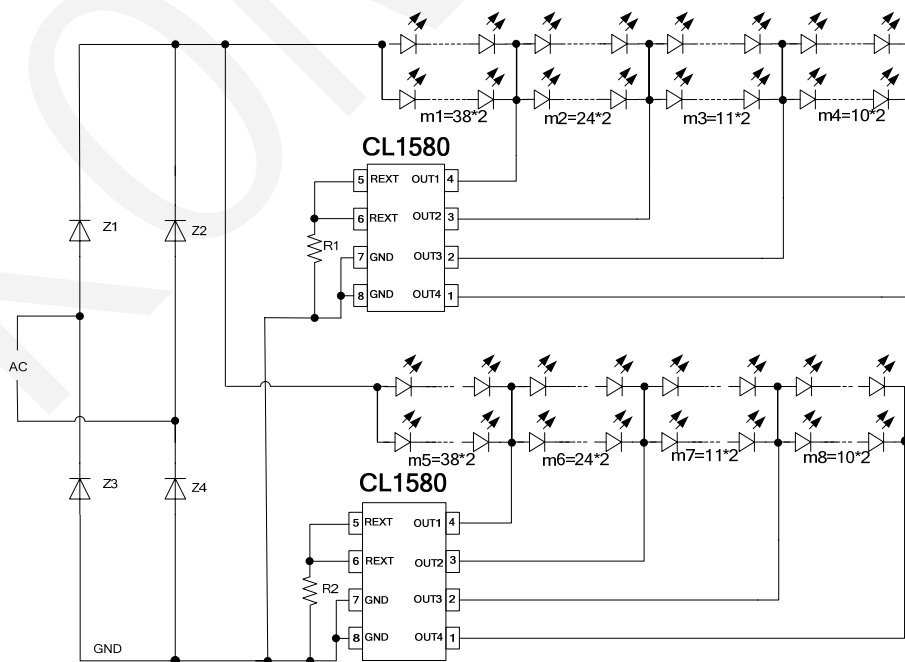 m1=38*2
m2=24*2
m3=11*2
m4=10*2
CL1580
5 REXT OUT1 4
6 REXT OUT2 3
7 GND OUT3 2
8 GND OUT4 1
R1
Z1
Z2
AC
m5=38*2
m6=24*2
m7=11*2
m8=10*2
CL1580
5 REXT OUT1 4
6 REXT OUT2 3
7 GND OUT3 2
8 GND OUT4 1
R2
Z3
Z4
GND